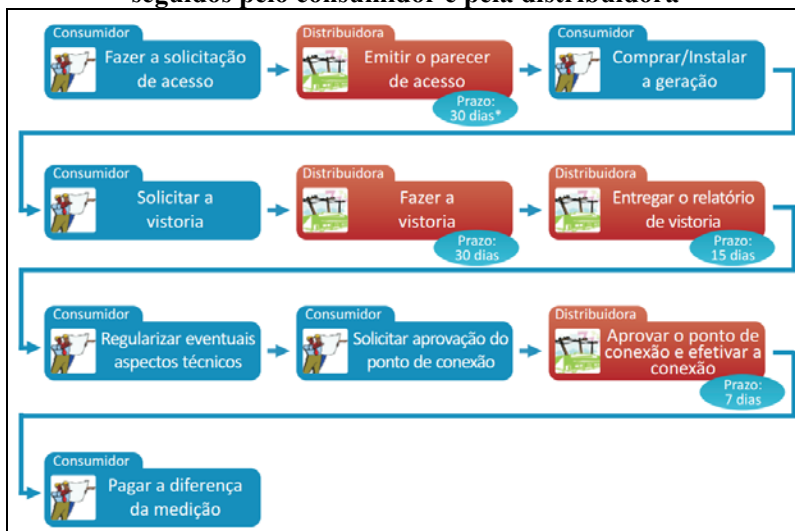 seguidos pelo consumidor e pela distribuidora
Consumidor
Fazer a solicitação
de acesso
Distribuidora
Emitir o parecer
de acesso
Prazo:
30 dias*
Consumidor
Comprar/Instalar
a geração
Consumidor
Solicitar a
vistoria
Distribuidora
Fazer a
vistoria
Prazo:
30 dias
Distribuidora
Entregar o relatório
de vistoria
Prazo:
15 dias
Consumidor
Regularizar eventuais
aspectos técnicos
Consumidor
Solicitar aprovação do
ponto de conexão
Distribuidora
Aprovar o ponto de
conexão e efetivar a
conexão
Prazo:
7 dias
Consumidor
Pagar a diferença
da medição